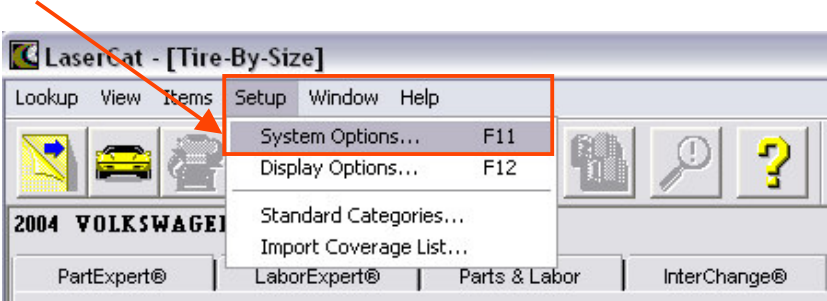 LaserCat - [Tire-By-Size]
Lookup View Items Setup Window Help
System Options... F11
Display Options... F12
Standard Categories...
Import Coverage List...
2004 VOLKSWAGE
PartExpert® LaborExpert® Parts & Labor InterChange®